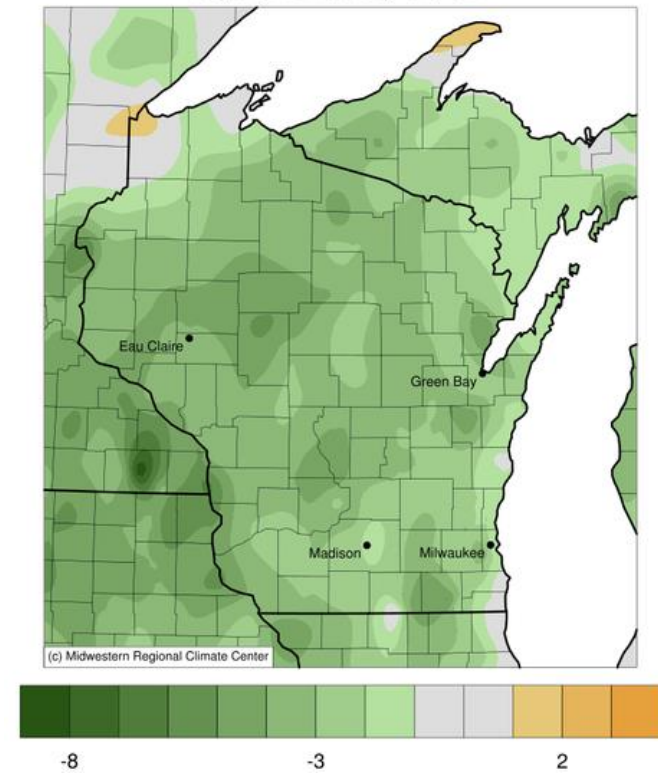 Eau Claire
Green Bay
Madison
Milwaukee
(c) Midwestern Regional Climate Center
-8
-3
2